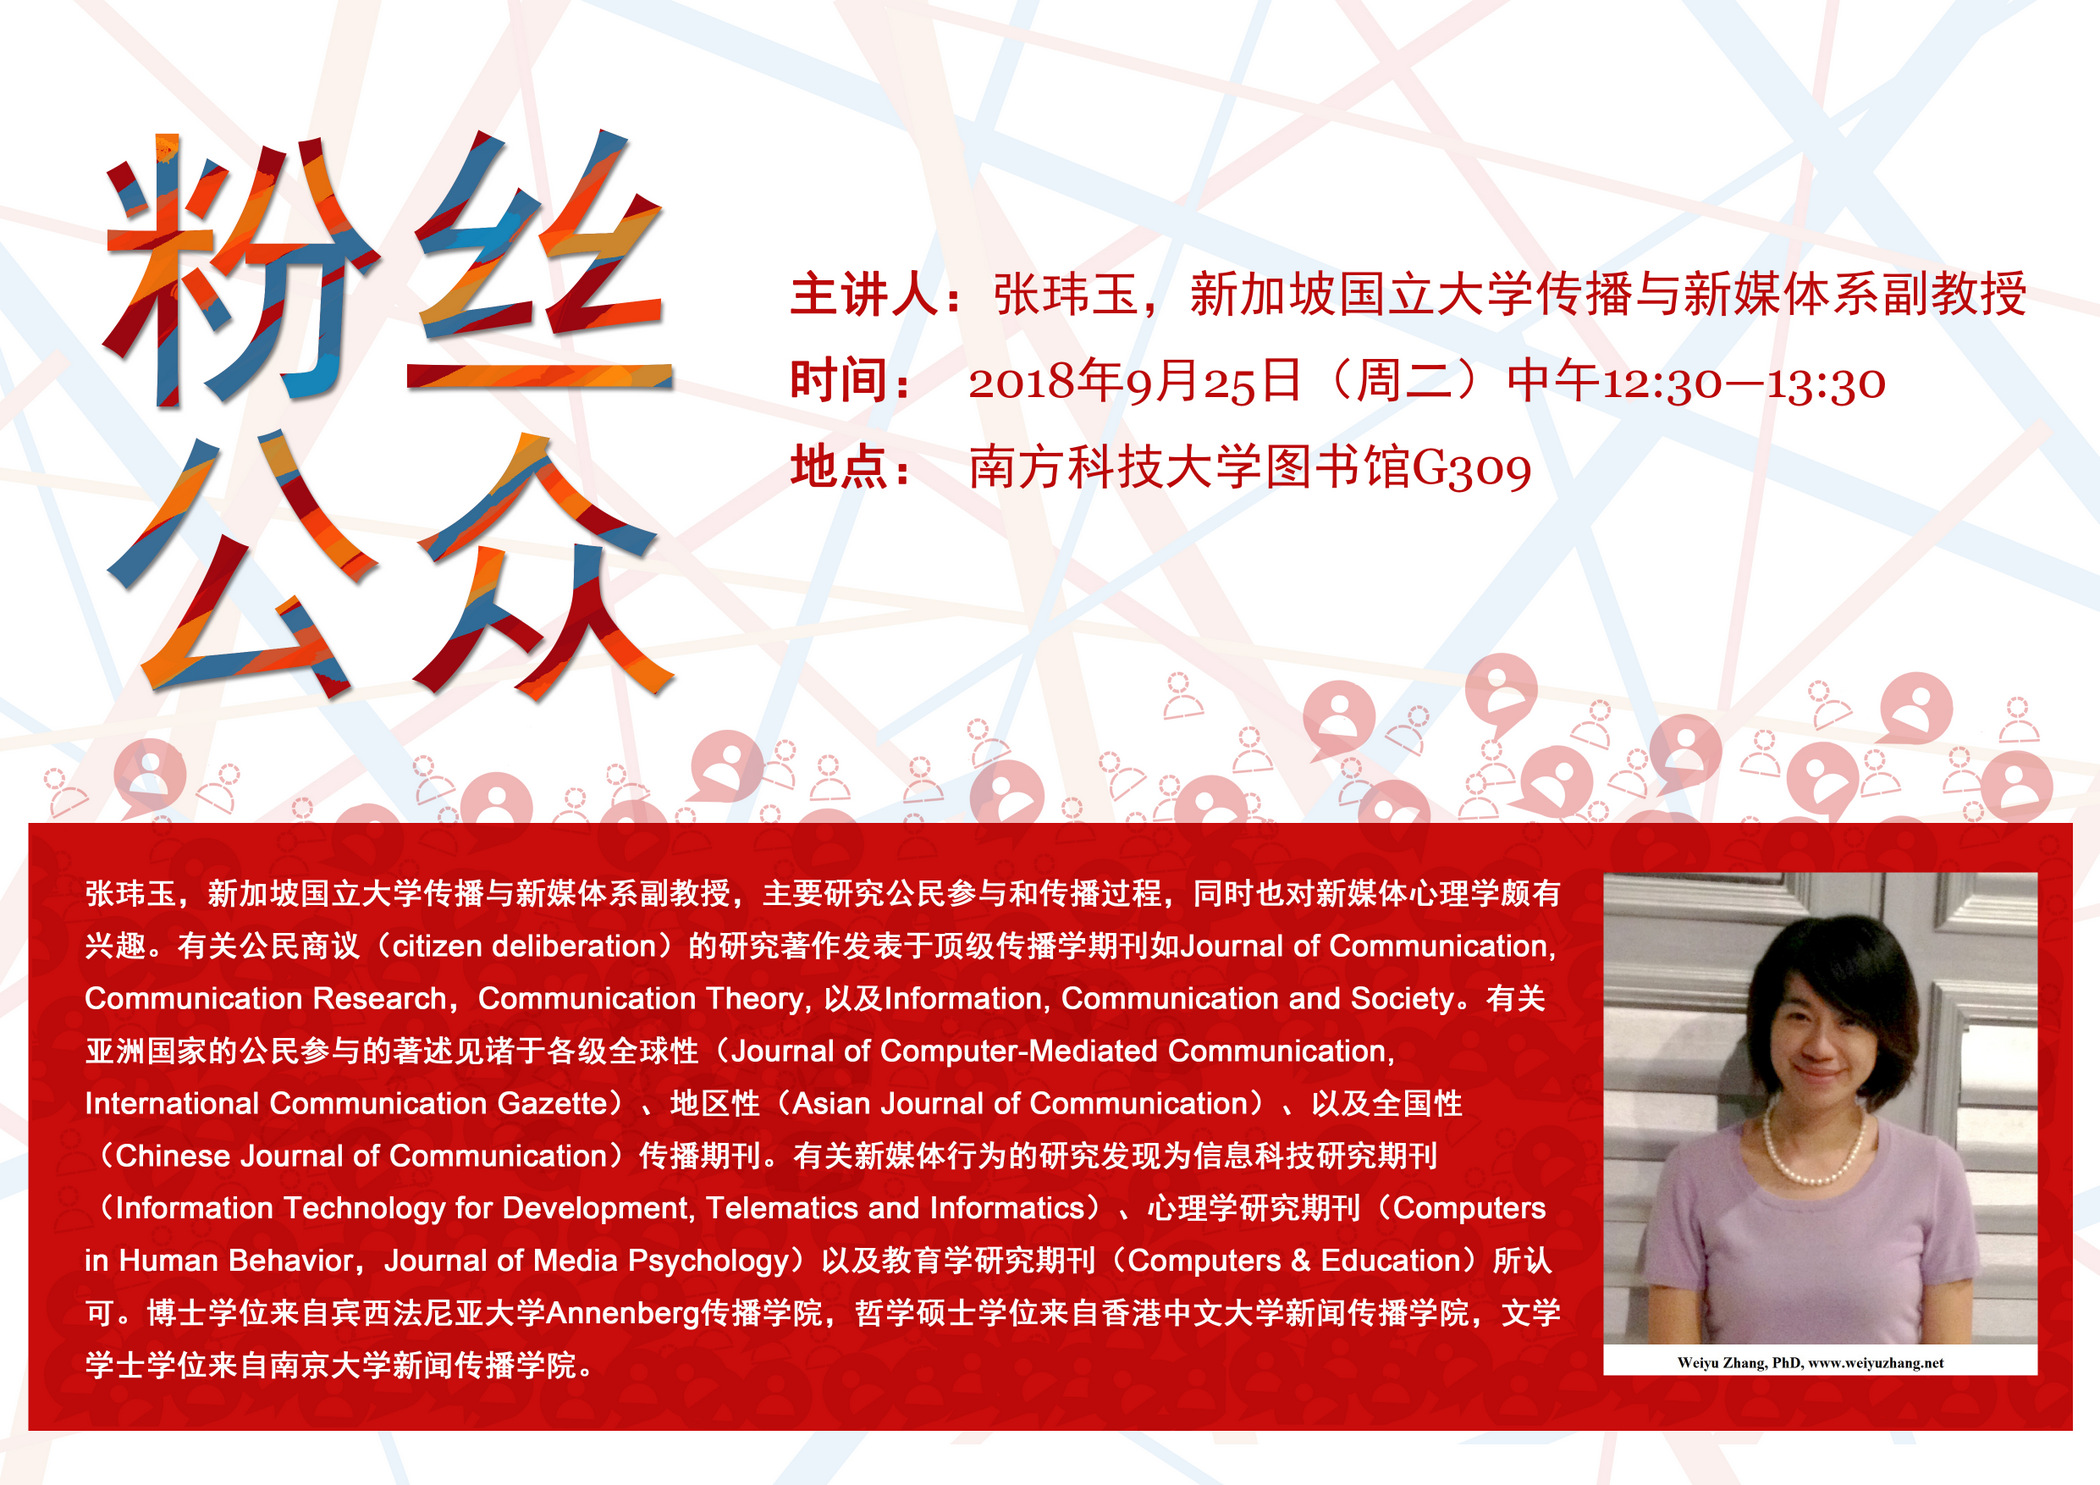 粉丝
公众
主讲人：张玮玉，新加坡国立大学传播与新媒体系副教授
时间： 2018年9月25日（周二）中午12:30—13:30
地点： 南方科技大学图书馆G309
张玮玉，新加坡国立大学传播与新媒体系副教授，主要研究公民参与和传播过程，同时也对新媒体心理学颇有
兴趣。有关公民商议（citizen deliberation）的研究著作发表于顶级传播学期刊如Journal of Communication,
Communication Research，Communication Theory, 以及Information, Communication and Society。有关
亚洲国家的公民参与的著述见诸于各级全球性（Journal of Computer-Mediated Communication,
International Communication Gazette）、地区性（Asian Journal of Communication）、以及全国性
（Chinese Journal of Communication）传播期刊。有关新媒体行为的研究发现为信息科技研究期刊
（Information Technology for Development, Telematics and Informatics）、心理学研究期刊（Computers
in Human Behavior，Journal of Media Psychology）以及教育学研究期刊（Computers & Education）所认
可。博士学位来自宾西法尼亚大学Annenberg传播学院，哲学硕士学位来自香港中文大学新闻传播学院，文学
学士学位来自南京大学新闻传播学院。
Weiyu Zhang, PhD, www.weiyuzhang.net